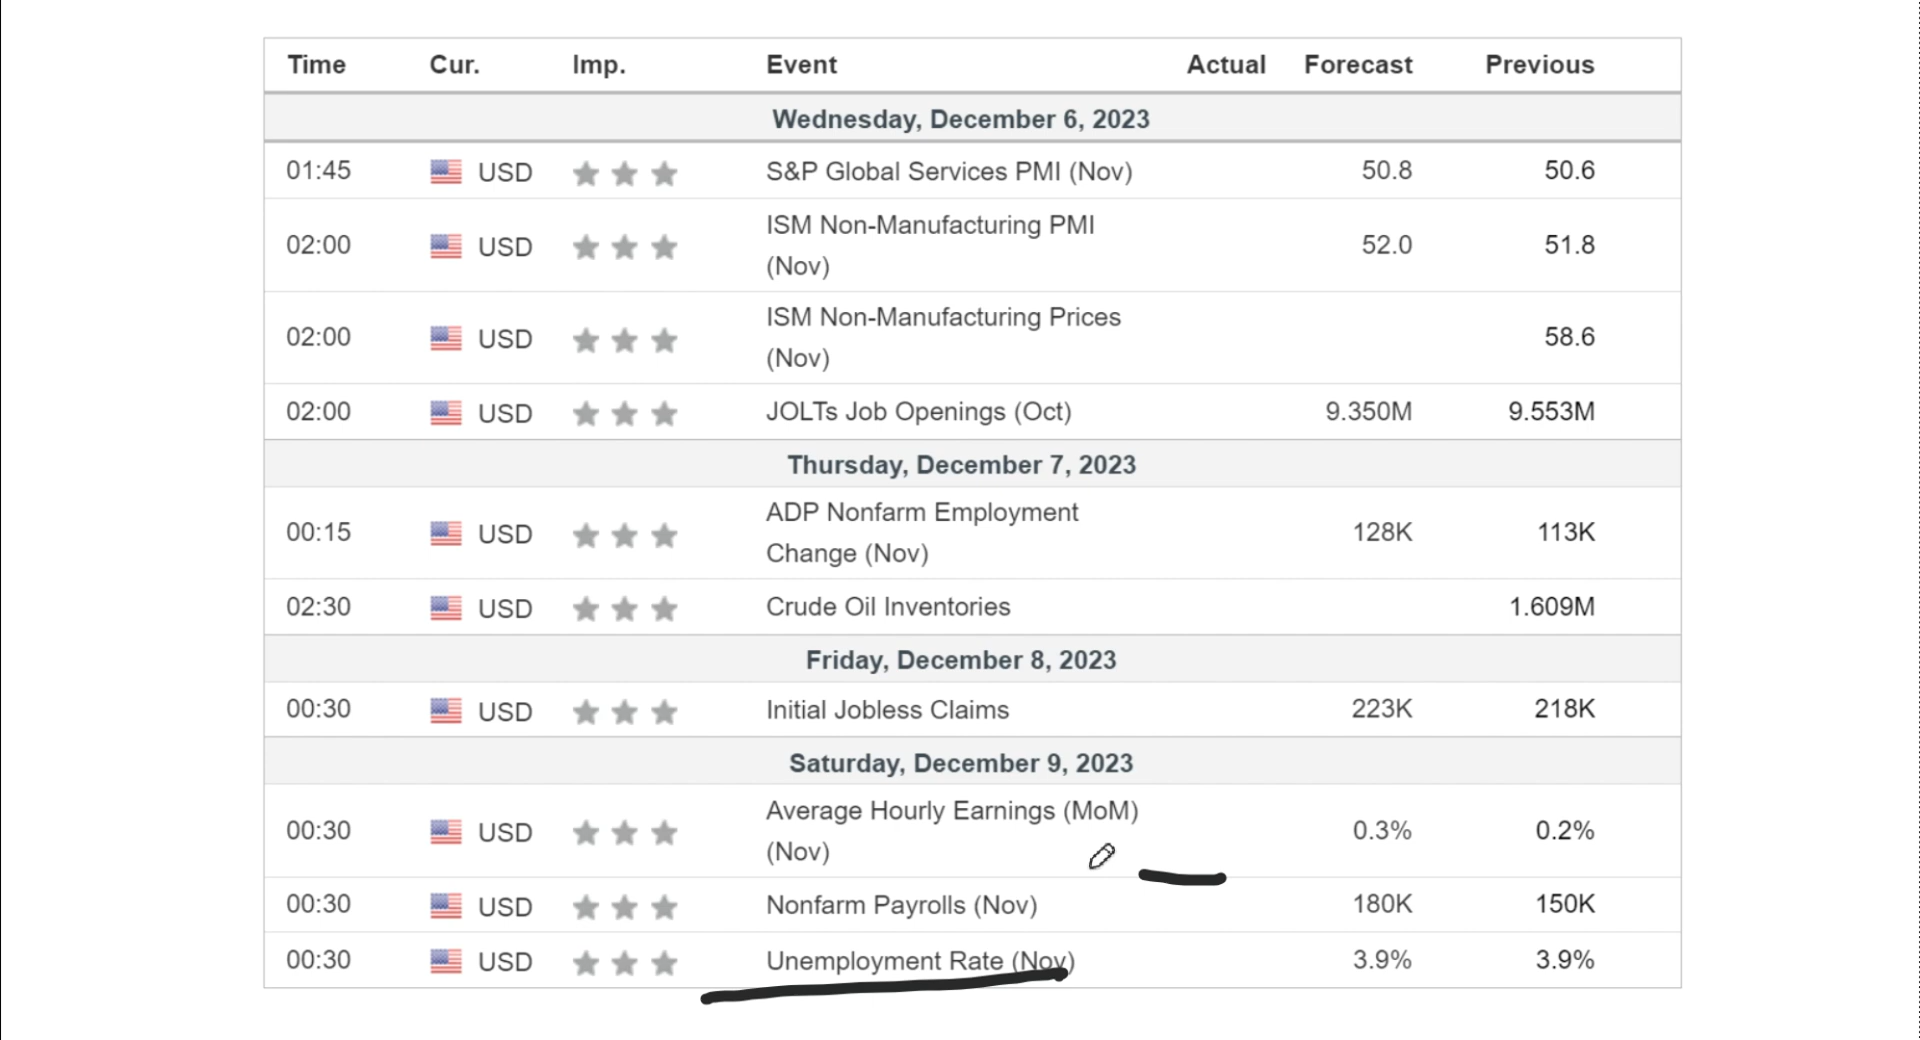 Time Cur. Imp. Event Actual Forecast Previous
Wednesday, December 6, 2023
01:45 USD S&P Global Services PMI (Nov) 50.8 50.6
02:00 USD ISM Non-Manufacturing PMI
(Nov) 52.0 51.8
02:00 USD ISM Non-Manufacturing Prices
(Nov) 58.6
02:00 USD JOLTs Job Openings (Oct) 9.350M 9.553M
Thursday, December 7, 2023
00:15 USD ADP Nonfarm Employment
Change (Nov) 128K 113K
02:30 USD Crude Oil Inventories 1.609M
Friday, December 8, 2023
00:30 USD Initial Jobless Claims 223K 218K
Saturday, December 9, 2023
00:30 USD Average Hourly Earnings (MoM)
(Nov) 0.3% 0.2%
00:30 USD Nonfarm Payrolls (Nov) 180K 150K
00:30 USD Unemployment Rate (Nov) 3.9% 3.9%